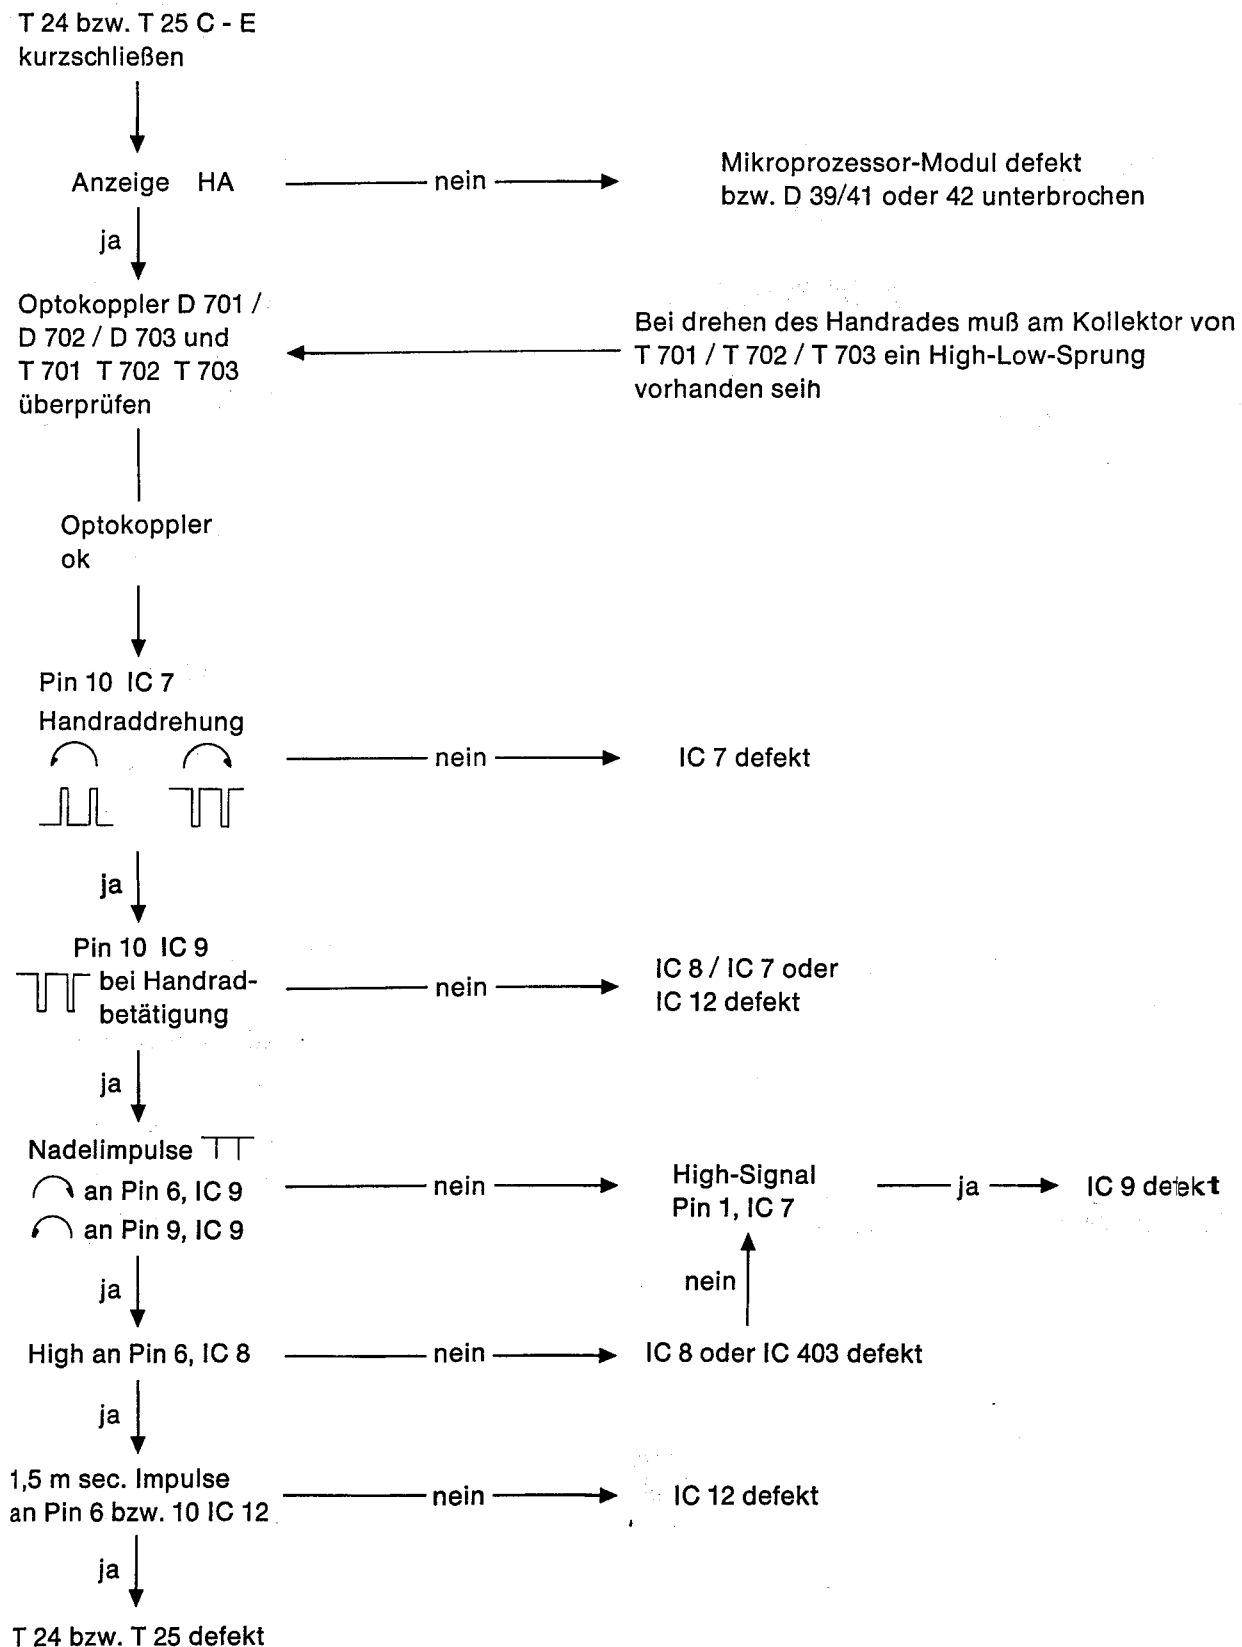 T 24 bzw. T 25 C - E
kurzschließen
Anzeige HA
nein
Mikroprozessor-Modul defekt
bzw. D 39/41 oder 42 unterbrochen
ja
Optokoppler D 701 /
D 702 / D 703 und
T 701 T 702 T 703
überprüfen
Bei drehen des Handrades muß am Kollektor von
T 701 / T 702 / T 703 ein High-Low-Sprung
vorhanden seih
Optokoppler
ok
Pin 10 IC 7
Handraddrehung
nein
IC 7 defekt
ja
Pin 10 IC 9
bei Handrad-
betätigung
nein
IC 8 / IC 7 oder
IC 12 defekt
ja
Nadelimpulse
an Pin 6, IC 9
an Pin 9, IC 9
nein
High-Signal
Pin 1, IC 7
ja
IC 9 defekt
ja
nein
High an Pin 6, IC 8
nein
IC 8 oder IC 403 defekt
ja
1,5 m sec. Impulse
an Pin 6 bzw. 10 IC 12
nein
IC 12 defekt
ja
T 24 bzw. T 25 defekt